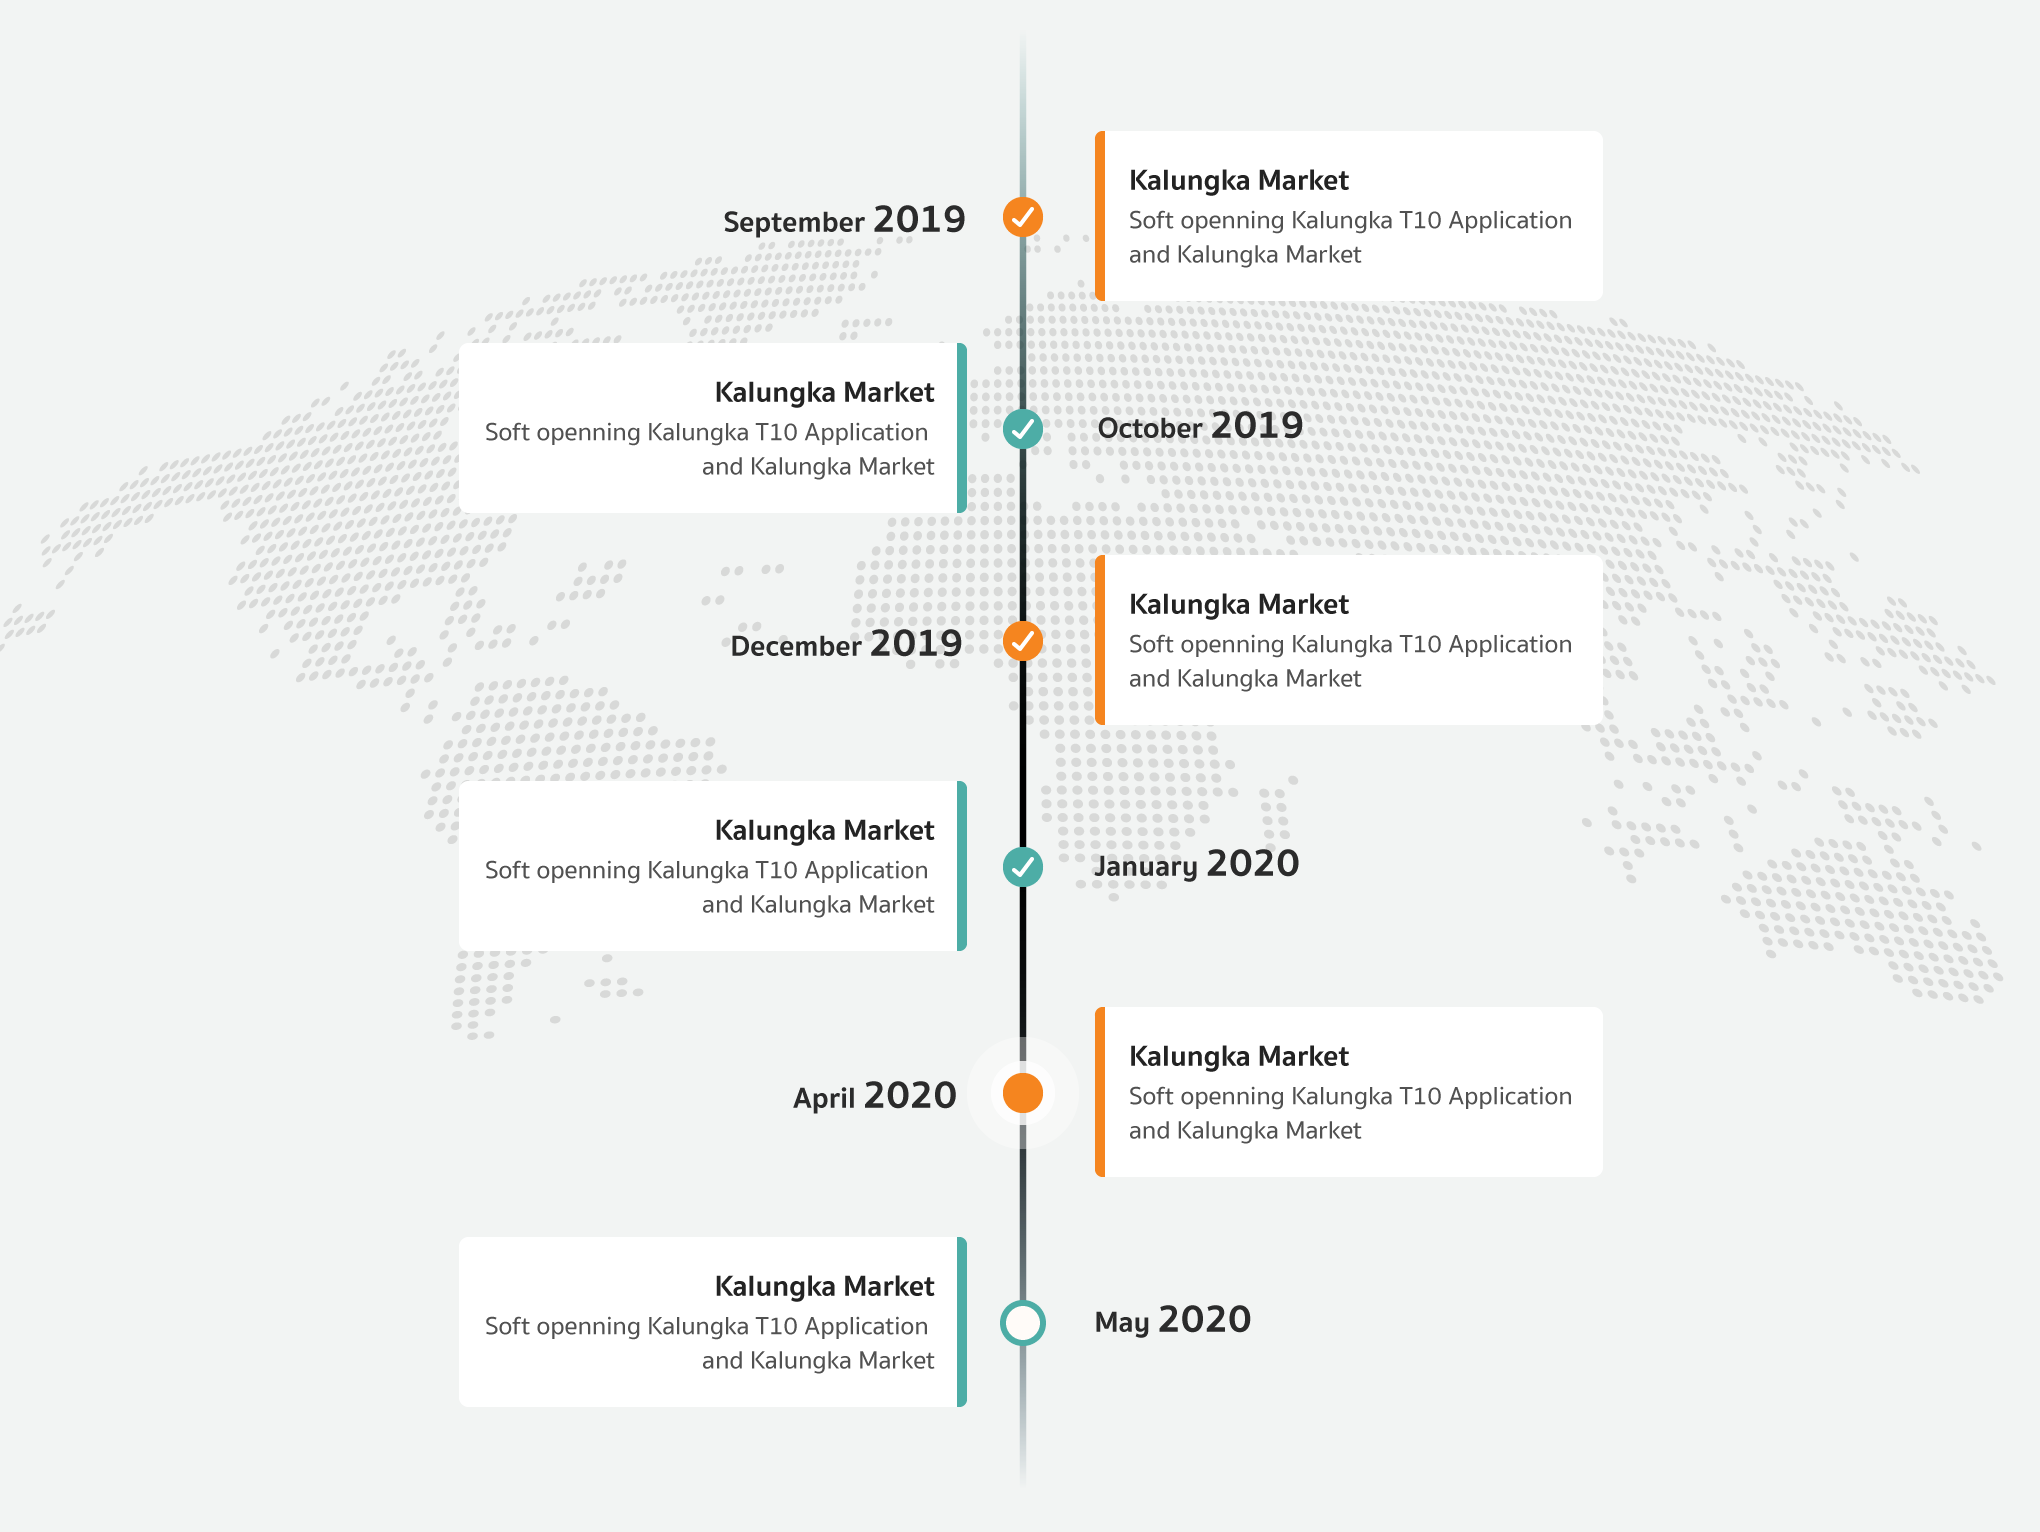 September 2019
Kalungka Market
Soft openning Kalungka T10 Application
and Kalungka Market
Kalungka Market
Soft openning Kalungka T10 Application
and Kalungka Market
October 2019
December 2019
Kalungka Market
Soft openning Kalungka T10 Application
and Kalungka Market
Kalungka Market
Soft openning Kalungka T10 Application
and Kalungka Market
January 2020
April 2020
Kalungka Market
Soft openning Kalungka T10 Application
and Kalungka Market
Kalungka Market
Soft openning Kalungka T10 Application
and Kalungka Market
May 2020